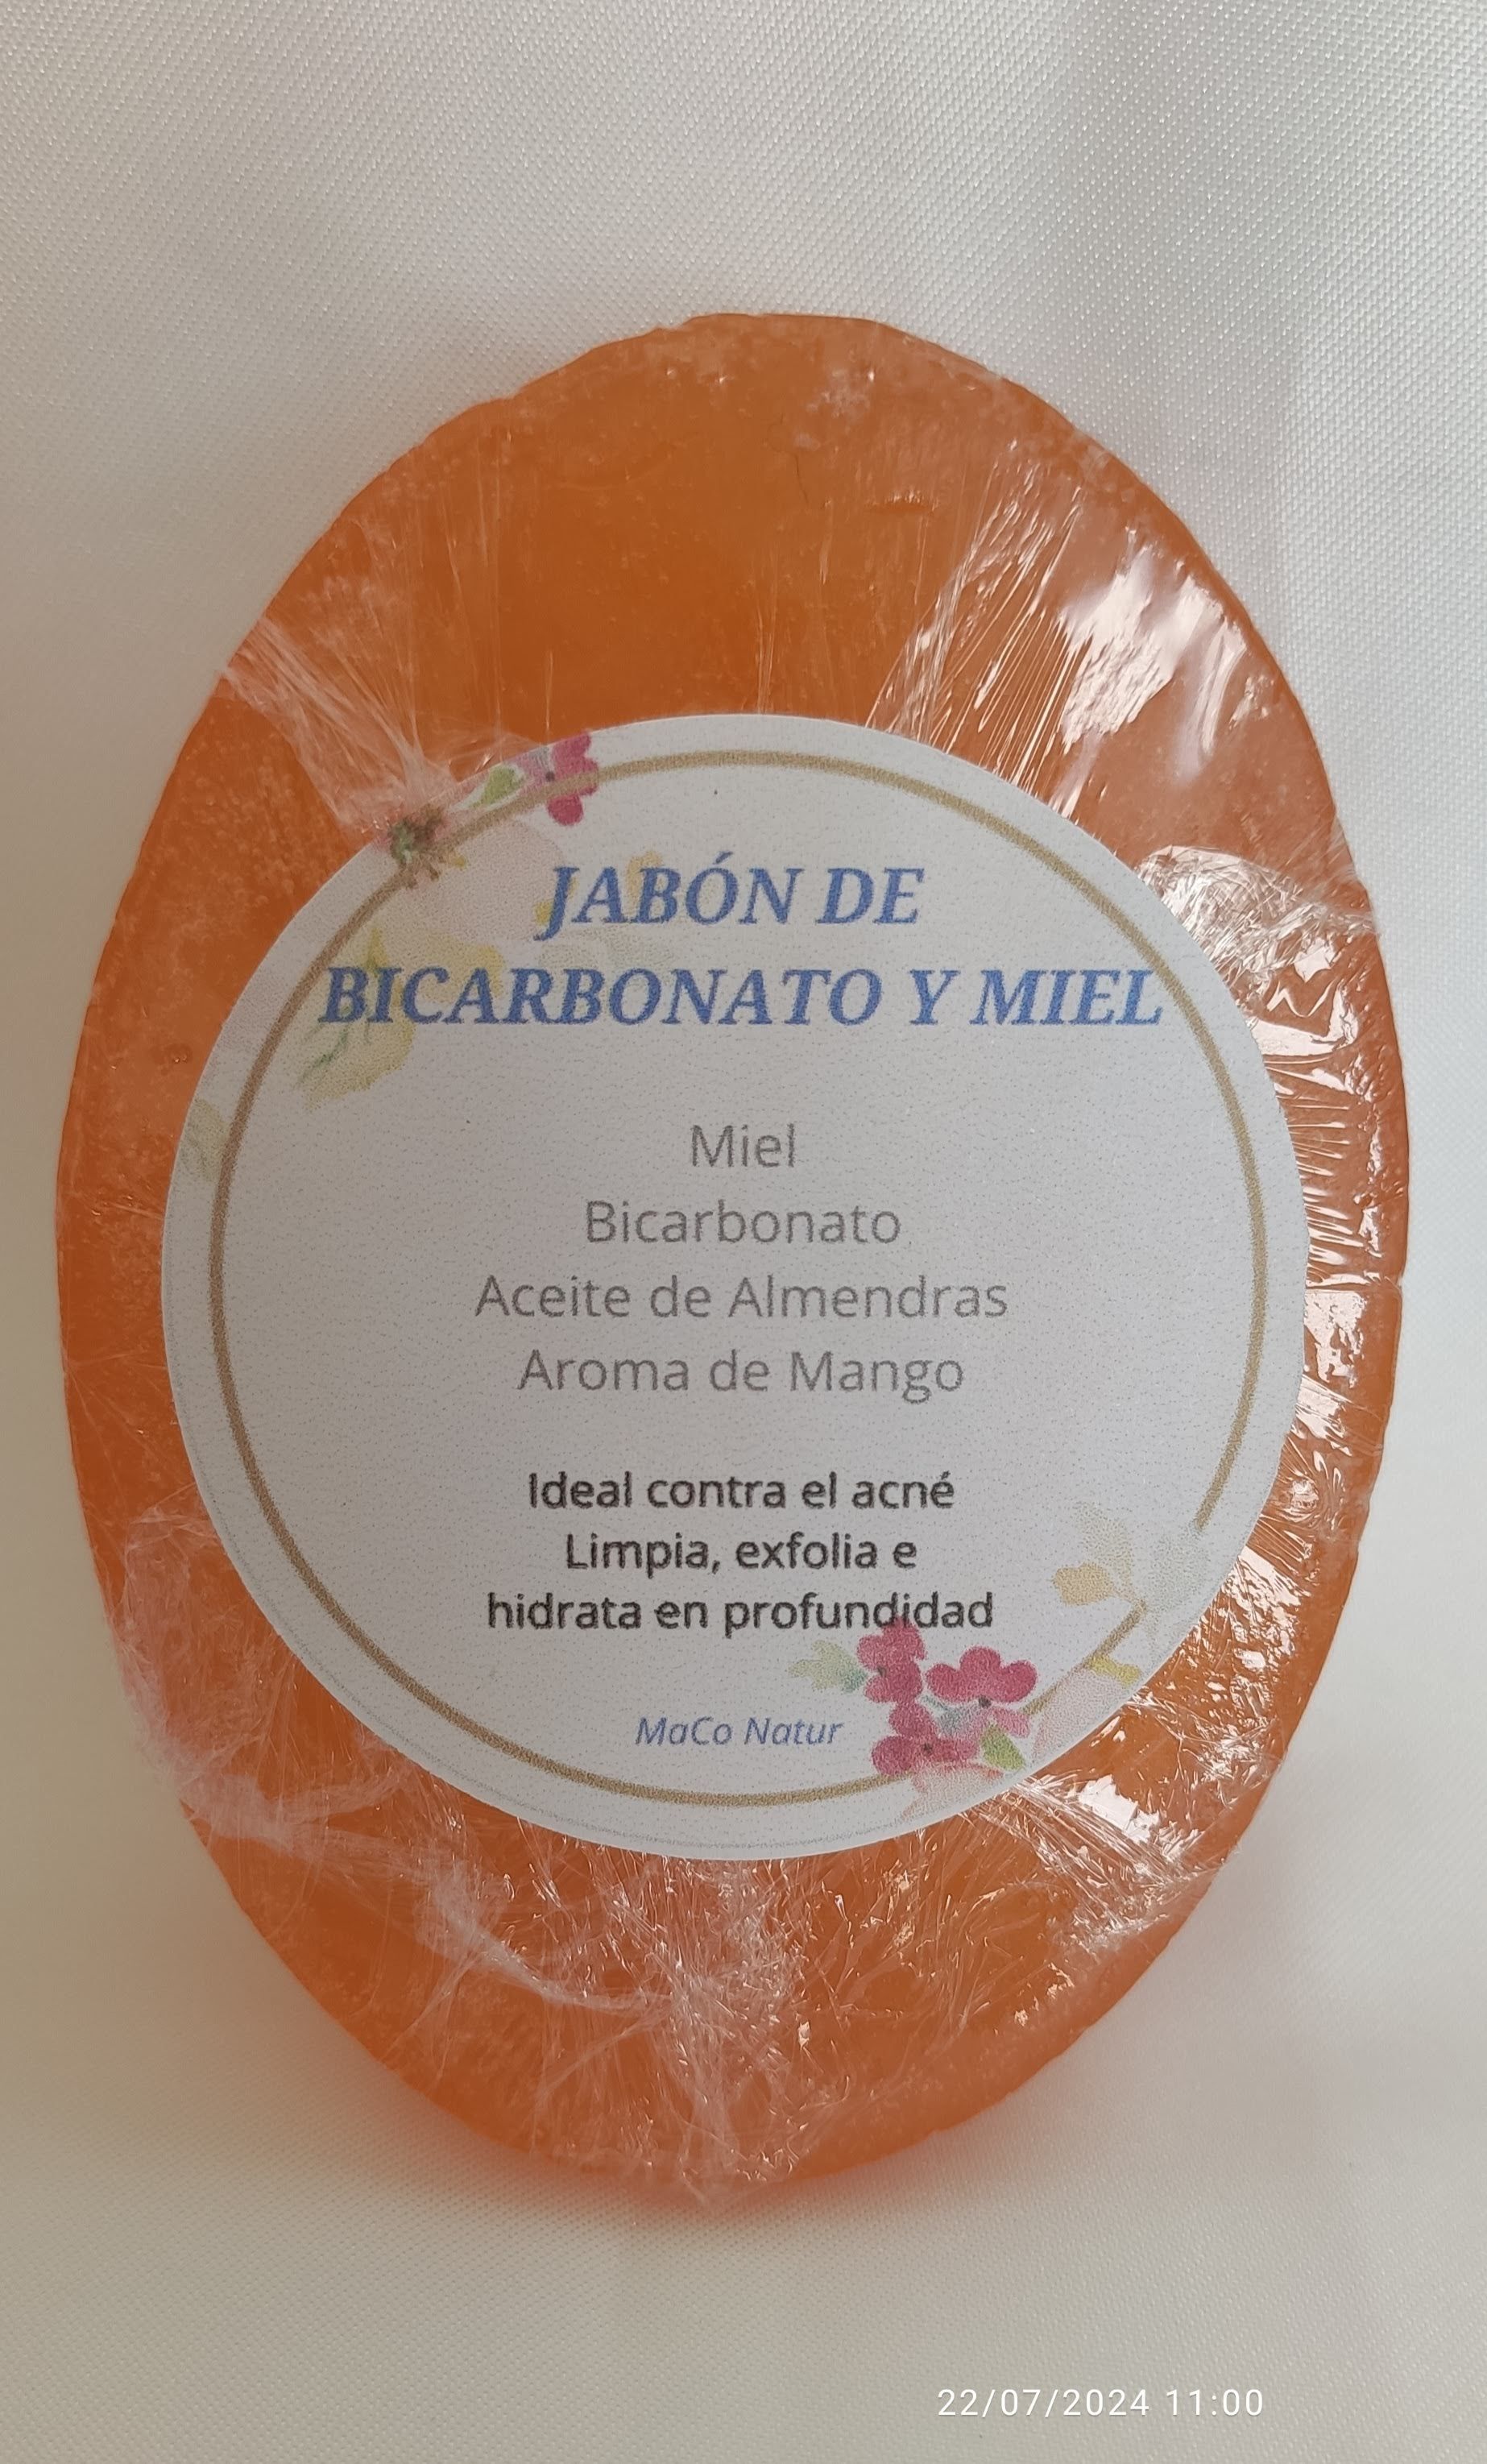 JABÓN DE
BICARBONATO Y MIEL
Miel
Bicarbonato
Aceite de Almendras
Aroma de Mango
Ideal contra el acné
Limpia, exfolia e
hidrata en profundidad
MaCo Natur
22/07/2024 11:00